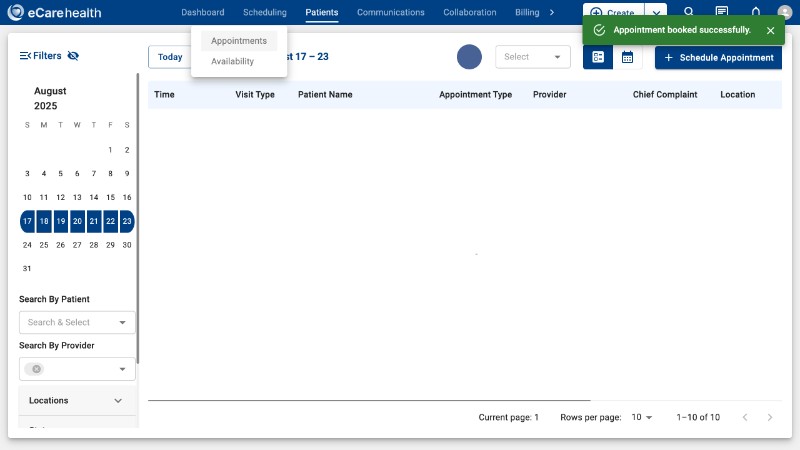 eCarehealth
Dashboard Scheduling Patients Communications Collaboration Billing Create
Appointment booked successfully.
Appointments
Availability
Filters
Today
st 17 – 23
Select
Schedule Appointment
August
2025
S M T W T F S
1 2
3 4 5 6 7 8 9
10 11 12 13 14 15 16
17 18 19 20 21 22 23
24 25 26 27 28 29 30
31
Time Visit Type Patient Name Appointment Type Provider Chief Complaint Location
Search By Patient
Search & Select
Search By Provider
Locations
Current page: 1 Rows per page: 10 1–10 of 10